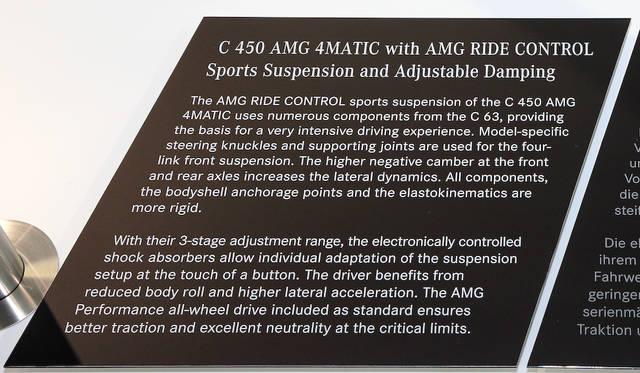 C 450 AMG 4MATIC with AMG RIDE CONTROL
Sports Suspension and Adjustable Damping
The AMG RIDE CONTROL sports suspension of the C 450 AMG
4MATIC uses numerous components from the C 63, providing
the basis for a very intensive driving experience. Model-specific
steering knuckles and supporting joints are used for the four-
link front suspension. The higher negative camber at the front
and rear axles increases the lateral dynamics. All components,
the bodyshell anchorage points and the elastokinematics are
more rigid.
With their 3-stage adjustment range, the electronically controlled
shock absorbers allow individual adaptation of the suspension
setup at the touch of a button. The driver benefits from
reduced body roll and higher lateral acceleration. The AMG
Performance all-wheel drive included as standard ensures
better traction and excellent neutrality at the critical limits.
die
Die
ihrem
Traktion